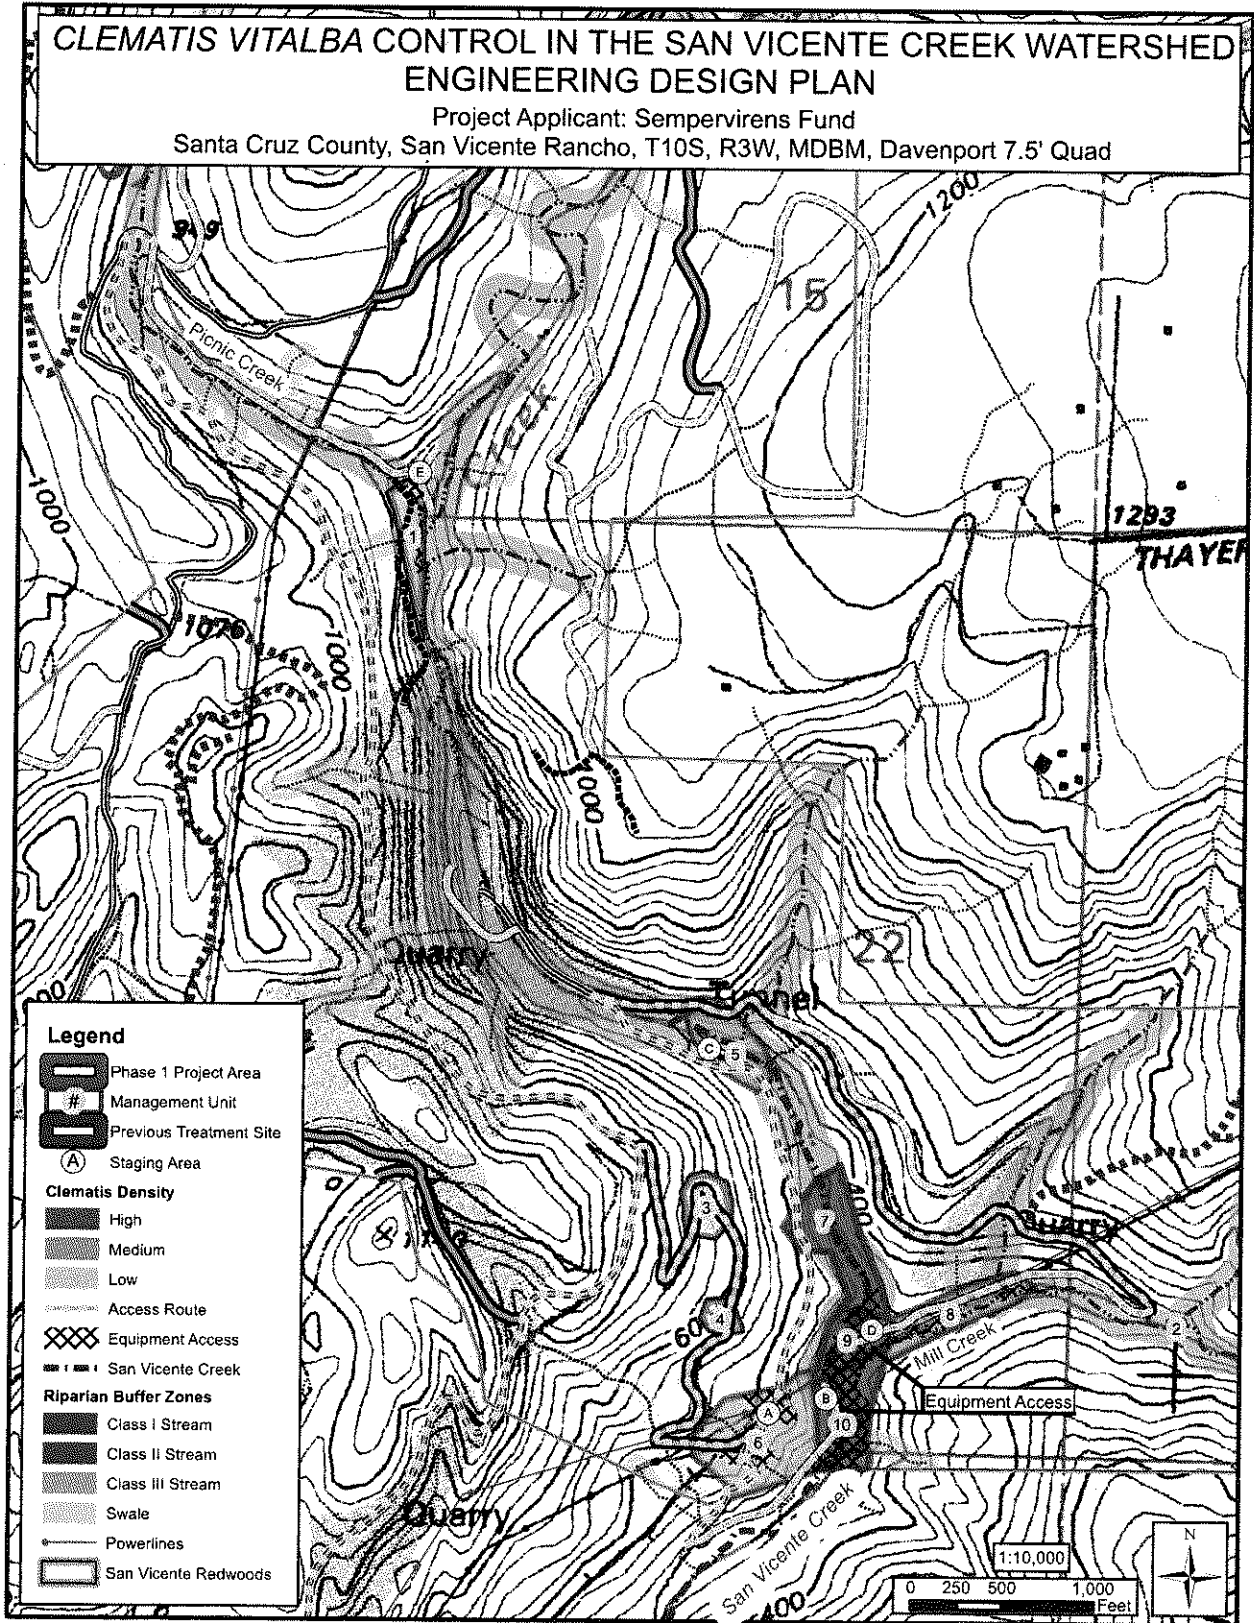 CLEMATIS VITALBA CONTROL IN THE SAN VICENTE CREEK WATERSHED
ENGINEERING DESIGN PLAN
Project Applicant: Sempervirens Fund
Santa Cruz County, San Vicente Rancho, T10S, R3W, MDBM, Davenport 7.5' Quad
1200
15
Picnic Creek
Creek
E
1
1000
1293
THAYER
1076
1000
1000
Quarry
22
Tunnel
C
5
400
3
7
Quarry
4
600
9
D
8
2
Mill Creek
Equipment Access
A
B
10
6
Quarry
San Vicente Creek
400
Legend
Phase 1 Project Area
# Management Unit
Previous Treatment Site
A Staging Area
Clematis Density
High
Medium
Low
Access Route
Equipment Access
San Vicente Creek
Riparian Buffer Zones
Class I Stream
Class II Stream
Class III Stream
Swale
Powerlines
San Vicente Redwoods
1:10,000
0 250 500 1,000
Feet
N